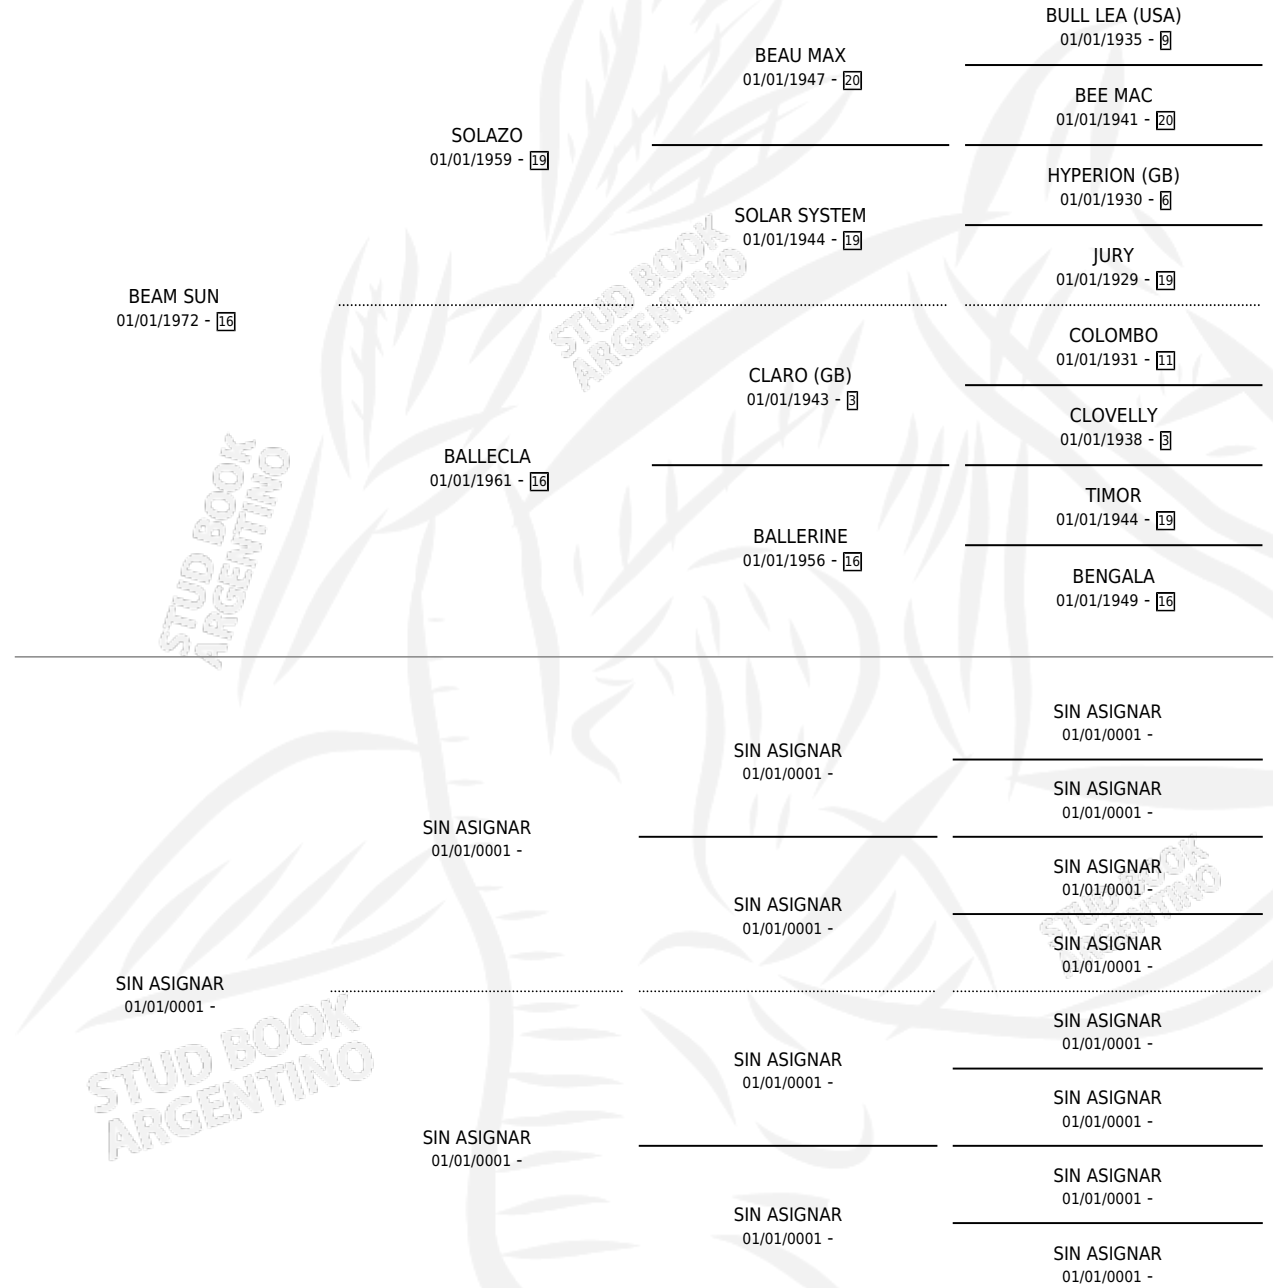 BULL LEA (USA)
01/01/1935 - 9
BEAU MAX
01/01/1947 - 20
BEE MAC
01/01/1941 - 20
SOLAZO
01/01/1959 - 19
HYPERION (GB)
01/01/1930 - 6
SOLAR SYSTEM
01/01/1944 - 19
JURY
01/01/1929 - 19
BEAM SUN
01/01/1972 - 16
COLOMBO
01/01/1931 - 11
CLARO (GB)
01/01/1943 - 3
CLOVELLY
01/01/1938 - 3
BALLECLA
01/01/1961 - 16
TIMOR
01/01/1944 - 19
BALLERINE
01/01/1956 - 16
BENGALA
01/01/1949 - 16
STUD BOOK
ARGENTINO
STUD BOOK
ARGENTINO
SIN ASIGNAR
01/01/0001 -
SIN ASIGNAR
01/01/0001 -
SIN ASIGNAR
01/01/0001 -
SIN ASIGNAR
01/01/0001 -
SIN ASIGNAR
01/01/0001 -
SIN ASIGNAR
01/01/0001 -
SIN ASIGNAR
01/01/0001 -
SIN ASIGNAR
01/01/0001 -
SIN ASIGNAR
01/01/0001 -
SIN ASIGNAR
01/01/0001 -
SIN ASIGNAR
01/01/0001 -
SIN ASIGNAR
01/01/0001 -
SIN ASIGNAR
01/01/0001 -
SIN ASIGNAR
01/01/0001 -
SIN ASIGNAR
01/01/0001 -
STUD BOOK
ARGENTINO
STUD BOOK
ARGENTINO